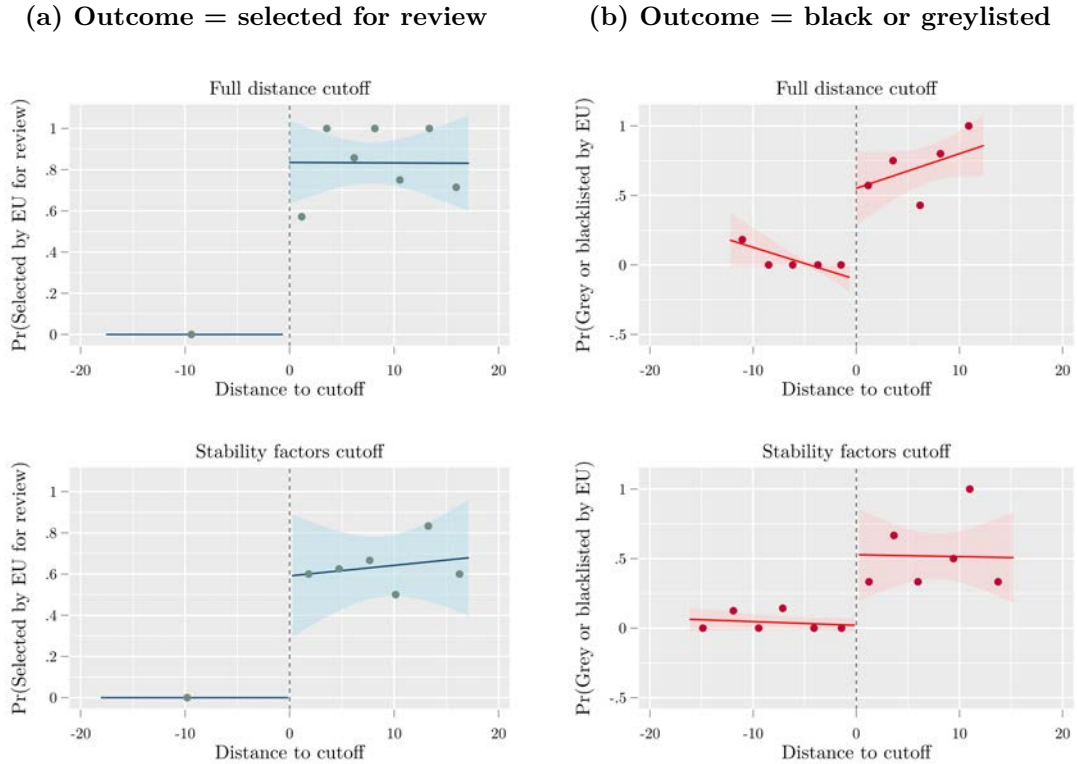 (a) Outcome = selected for review
(b) Outcome = black or greylisted
Full distance cutoff
Pr(Selected by EU for review)
1
.8
.6
.4
.2
0
-20 -10 0 10 20
Distance to cutoff
Full distance cutoff
Pr(Grey or blacklisted by EU)
1
.5
0
-.5
-20 -10 0 10 20
Distance to cutoff
Stability factors cutoff
Pr(Selected by EU for review)
1
.8
.6
.4
.2
0
-20 -10 0 10 20
Distance to cutoff
Stability factors cutoff
Pr(Grey or blacklisted by EU)
1
.5
0
-.5
-20 -10 0 10 20
Distance to cutoff